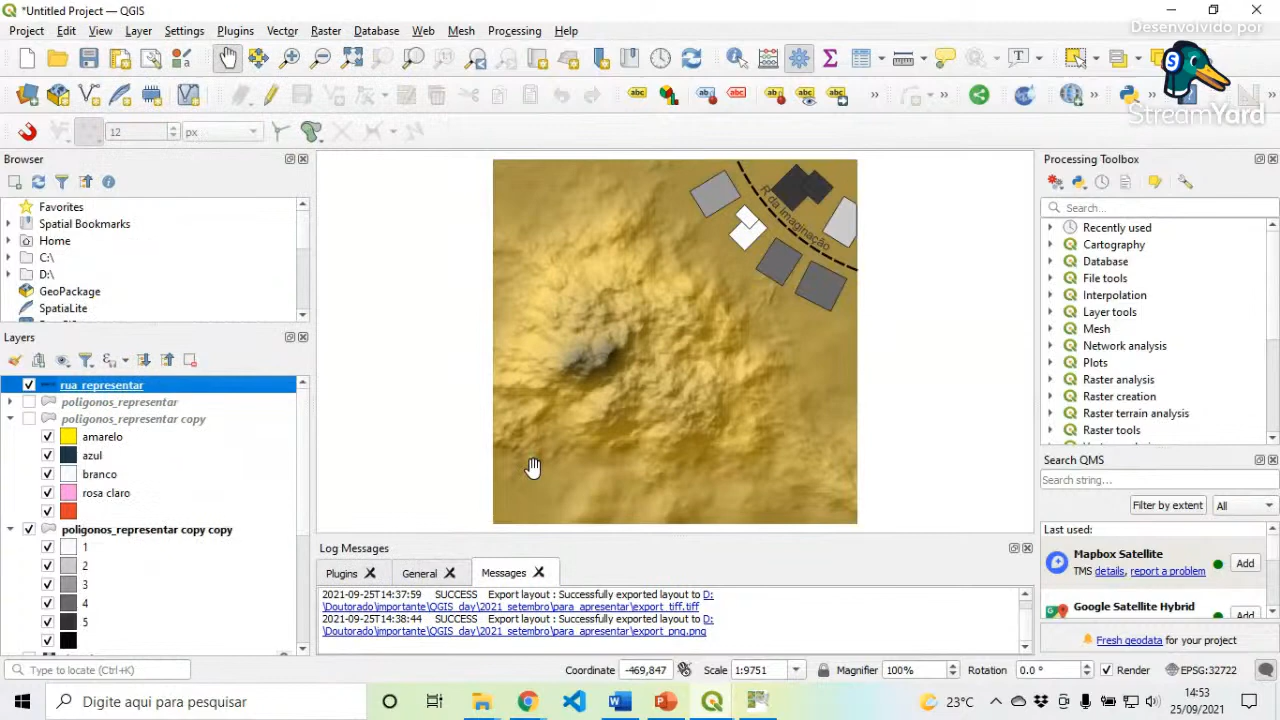 *Untitled Project — QGIS
Desenvolvido por
Project Edit View Layer Settings Plugins Vector Raster Database Web Mesh Processing Help
StreamYard
12 px
Browser
Favorites
Spatial Bookmarks
Home
C:\
D:\
GeoPackage
SpatiaLite
Layers
rua_representar
poligonos_representar
poligonos_representar copy
amarelo
azul
branco
rosa claro
poligonos_representar copy copy
1
2
3
4
5
R da imaginação
Log Messages
Plugins General Messages
2021-09-25T14:37:59 SUCCESS Export layout : Successfully exported layout to D:
\Doutorado\importante\QGIS_day\2021_setembro\para_apresentar\export_tiff.tiff
2021-09-25T14:38:44 SUCCESS Export layout : Successfully exported layout to D:
\Doutorado\importante\QGIS_day\2021_setembro\para_apresentar\export_png.png
Processing Toolbox
Search...
Recently used
Cartography
Database
File tools
Interpolation
Layer tools
Mesh
Network analysis
Plots
Raster analysis
Raster creation
Raster terrain analysis
Raster tools
Search QMS
Search string...
Filter by extent All
Last used:
Mapbox Satellite
TMS details, report a problem
Add
Google Satellite Hybrid
Add
Fresh geodata for your project
Type to locate (Ctrl+K) Coordinate -469,847 Scale 1:9751 Magnifier 100% Rotation 0.0 ° Render EPSG:32722
Digite aqui para pesquisar
23°C
14:53
25/09/2021